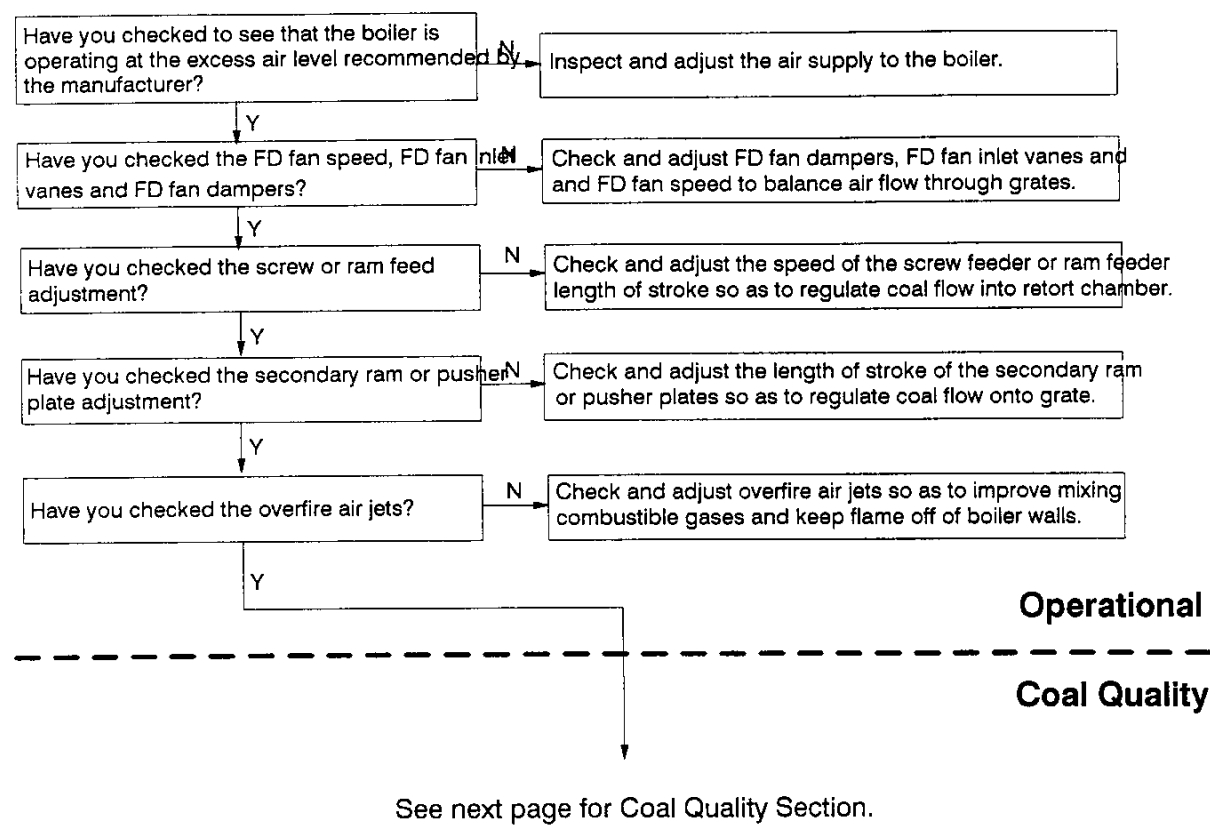 Have you checked to see that the boiler is
operating at the excess air level recommended by
the manufacturer?
N
Inspect and adjust the air supply to the boiler.
Y
Have you checked the FD fan speed, FD fan inlet
vanes and FD fan dampers?
N
Check and adjust FD fan dampers, FD fan inlet vanes and
and FD fan speed to balance air flow through grates.
Y
Have you checked the screw or ram feed
adjustment?
N
Check and adjust the speed of the screw feeder or ram feeder
length of stroke so as to regulate coal flow into retort chamber.
Y
Have you checked the secondary ram or pusher
plate adjustment?
N
Check and adjust the length of stroke of the secondary ram
or pusher plates so as to regulate coal flow onto grate.
Y
Have you checked the overfire air jets?
N
Check and adjust overfire air jets so as to improve mixing
combustible gases and keep flame off of boiler walls.
Y
Operational
Coal Quality
See next page for Coal Quality Section.